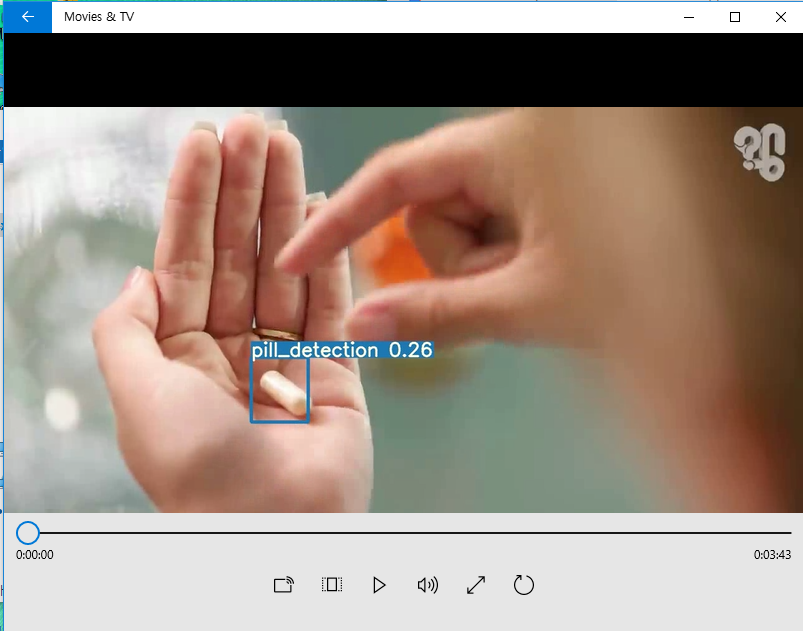 Movies & TV
pill_detection 0.26
0:00:00
0:03:43